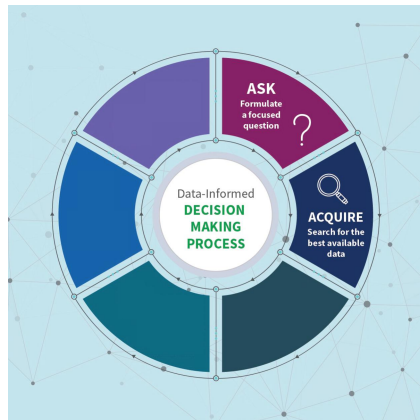 ASK
Formulate
a focused
question
?
ACQUIRE
Search for the
best available
data
Data-Informed
DECISION
MAKING
PROCESS